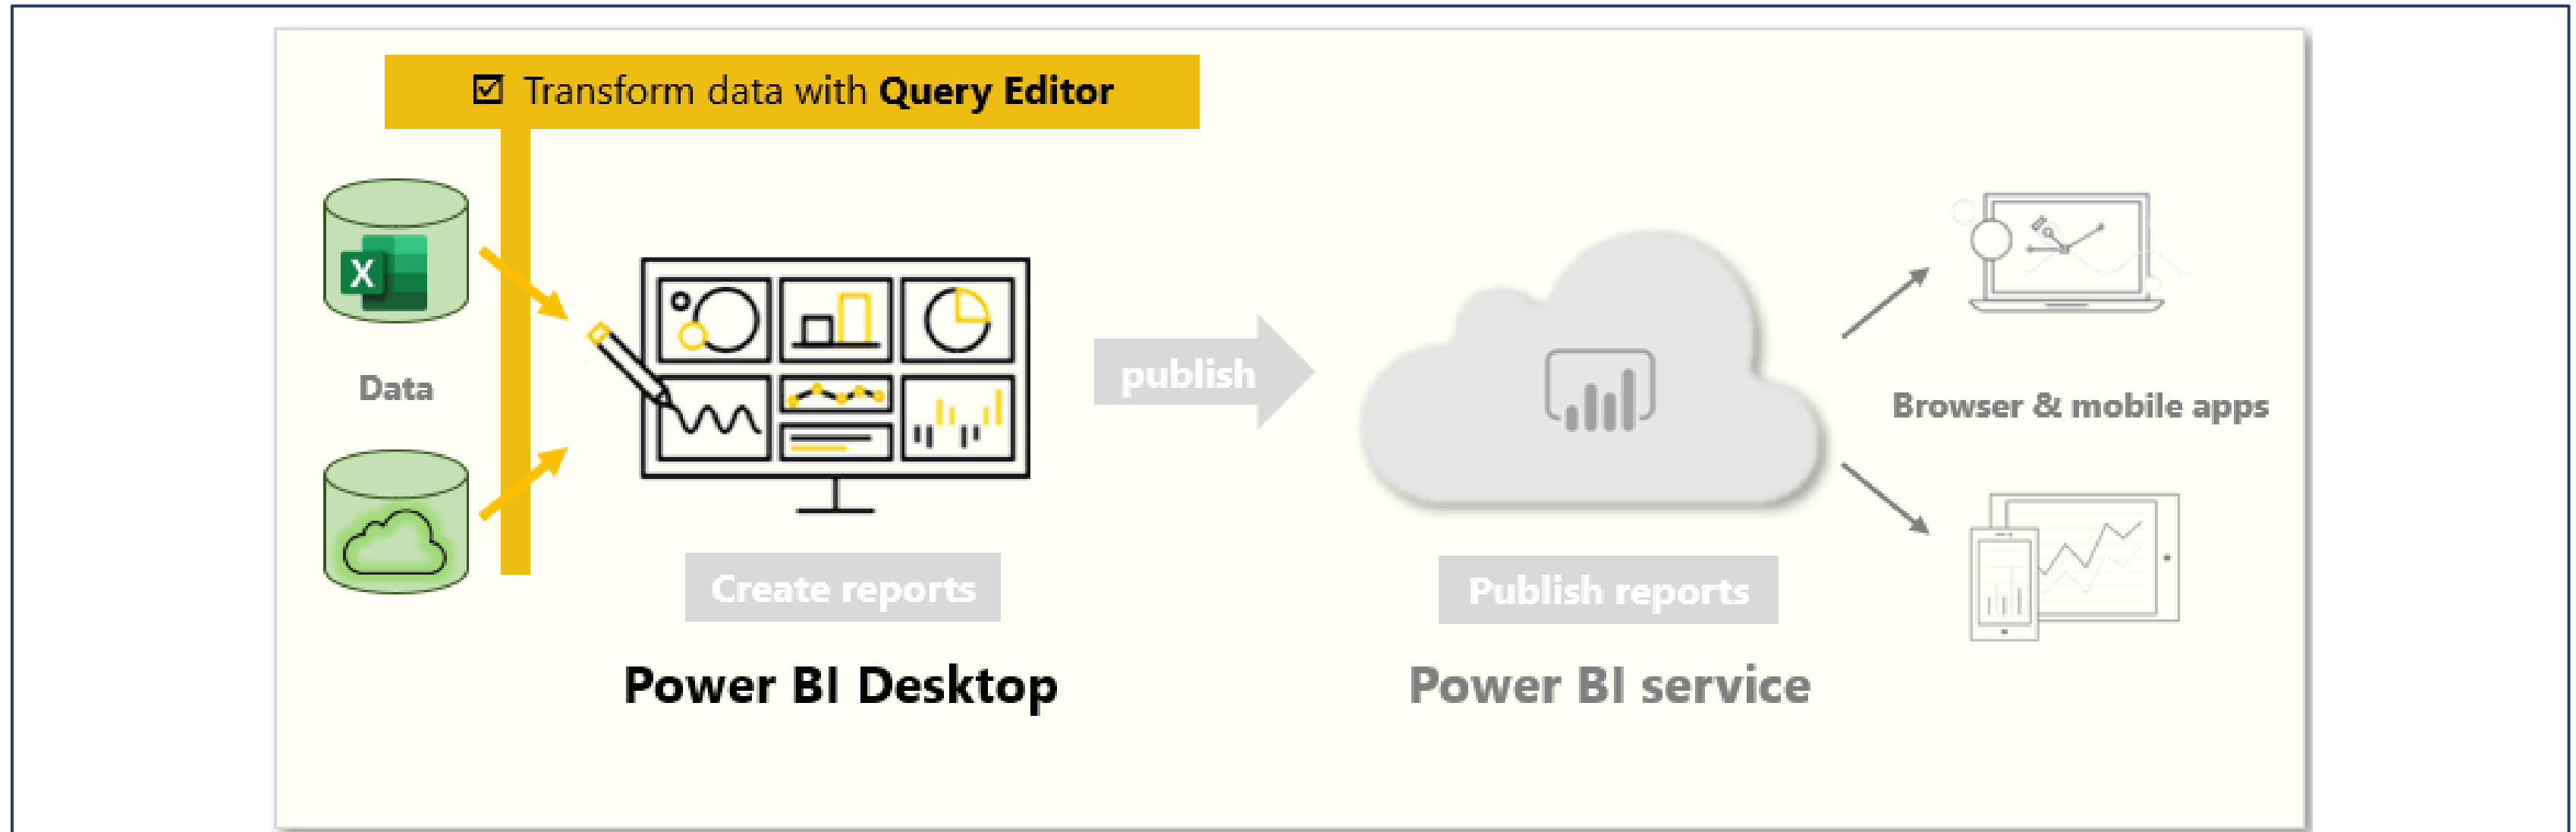 ☑ Transform data with Query Editor
X
Data
publish
Browser & mobile apps
Create reports
Publish reports
Power BI Desktop
Power BI service